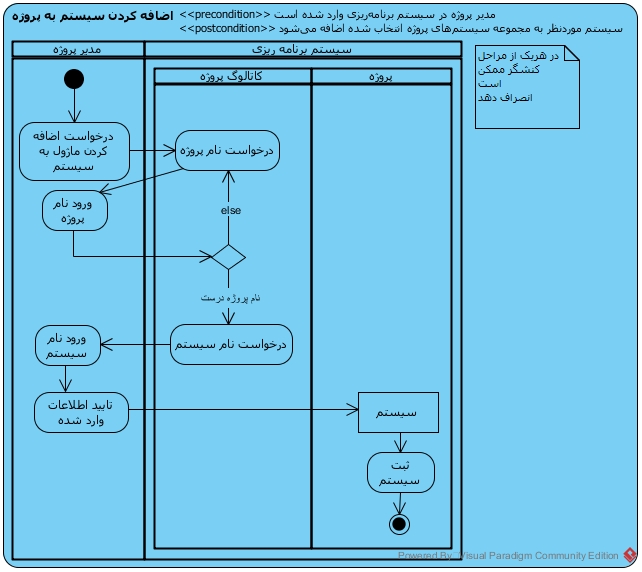 اضافه کردن سیستم به پروژه <<precondition>> مدیر پروژه در سیستم برنامه‌ریزی وارد شده است
<<postcondition>> سیستم موردنظر به مجموعه سیستم‌های پروژه انتخاب شده اضافه می‌شود
مدیر پروژه
سیستم برنامه ریزی
کاتالوگ پروژه
پروژه
در هریک از مراحل
کنشگر ممکن
است
انصراف دهد
درخواست اضافه
کردن ماژول به
سیستم
درخواست نام پروژه
ورود نام
پروژه
else
نام پروژه درست
درخواست نام سیستم
ورود نام
سیستم
تایید اطلاعات
وارد شده
سیستم
ثبت
سیستم
Powered By Visual Paradigm Community Edition